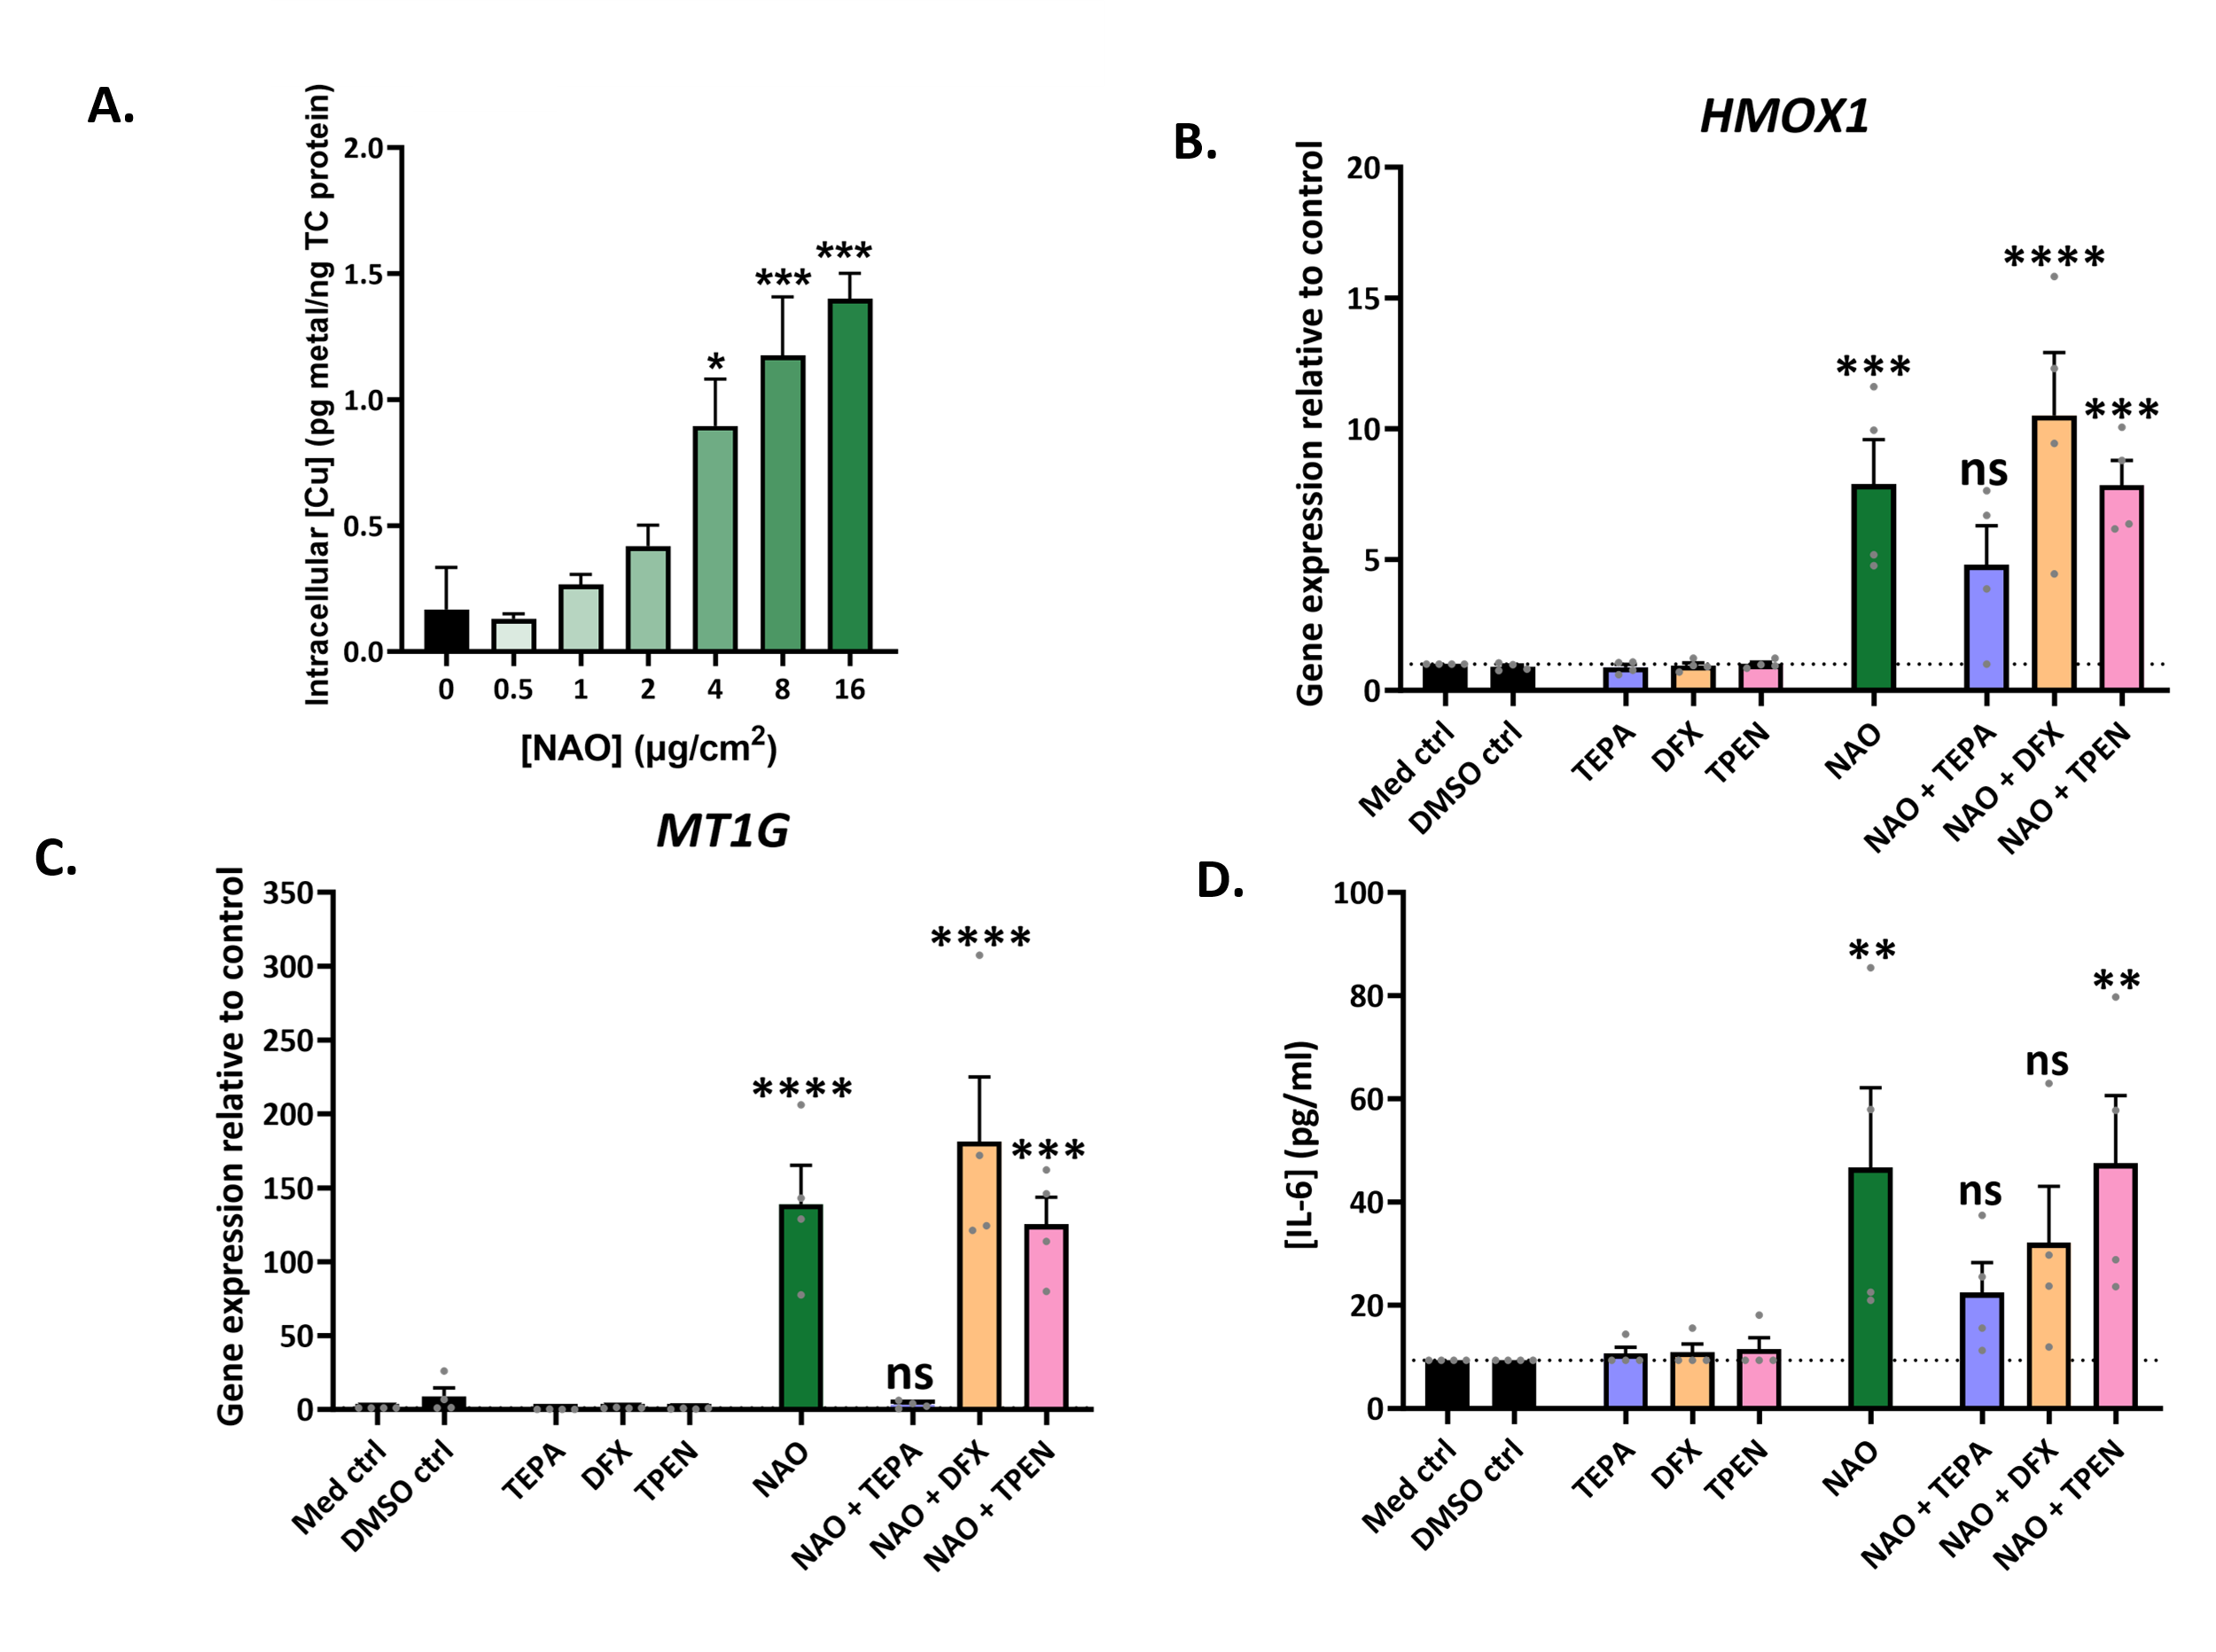 A.
Intracellular [Cu] (pg metal/ng TC protein)
2.0
1.5
1.0
0.5
0.0
*
***
***
0 0.5 1 2 4 8 16
[NAO] (µg/cm2)
B.
HMOX1
Gene expression relative to control
20
15
10
5
0
***
ns
****
***
Med ctrl
DMSO ctrl
TEPA
DFX
TPEN
NAO
NAO + TEPA
NAO + DFX
NAO + TPEN
C.
MT1G
Gene expression relative to control
350
300
250
200
150
100
50
0
****
ns
****
***
Med ctrl
DMSO ctrl
TEPA
DFX
TPEN
NAO
NAO + TEPA
NAO + DFX
NAO + TPEN
D.
[IL-6] (pg/ml)
100
80
60
40
20
0
**
ns
ns
**
Med ctrl
DMSO ctrl
TEPA
DFX
TPEN
NAO
NAO + TEPA
NAO + DFX
NAO + TPEN